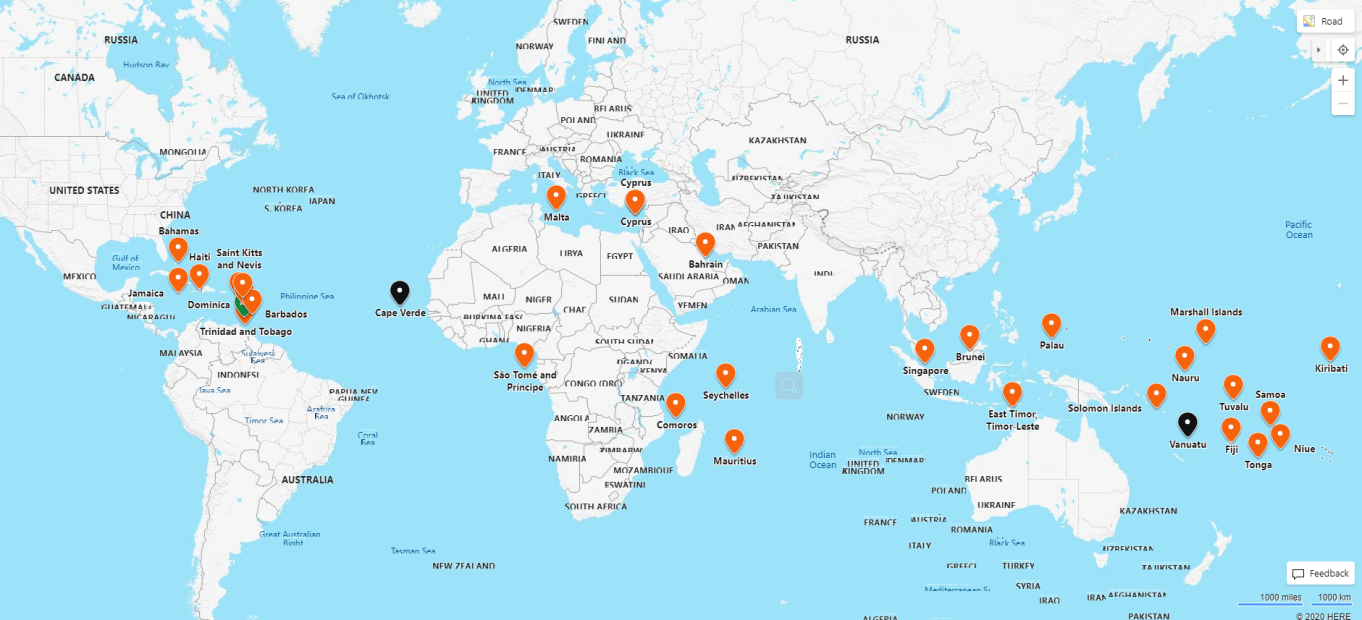 SWEDEN
RUSSIA
NORWAY
FINLAND
RUSSIA
Road
Hudson Bay
CANADA
North Sea
UNITED
KINGDOM
DENMARK
Sea of Okhotsk
BELARUS
POLAND
UKRAINE
KAZAKHSTAN
MONGOLIA
FRANCE
AUSTRIA
ROMANIA
ITALY
Black Sea
UZBEKISTAN
Cyprus
UNITED STATES
NORTH KOREA
JAPAN
S. KOREA
GREECE
TAJIKISTAN
CHINA
Malta
Cyprus
Bahamas
IRAQ
IRAN
AFGHANISTAN
Pacific
Ocean
Haiti
Saint Kitts
and Nevis
ALGERIA
LIBYA
EGYPT
PAKISTAN
Gulf of
Mexico
Bahrain
MEXICO
SAUDI ARABIA
OMAN
INDI
Jamaica
Philippine Sea
MALI
NIGER
SUDAN
Dominica
GUATEMAL
YEMEN
Arabian Sea
Barbados
Cape Verde
CHAD
Marshall Islands
NICARAGU
BURKINA FASO
Trinidad and Tobago
NIGERIA
GHANA
SOUTH SUDAN
Palau
MALAYSIA
Sulawesi
Sea
SOMALIA
Brunei
UGANDA
KENYA
Singapore
Kiribati
INDONESI
São Tomé and
Príncipe
CONGO (DRC)
Nauru
Java Sea
PAPUA NEW
GUINEA
Seychelles
SWEDEN
TANZANIA
Samoa
Arafura
Sea
Solomon Islands
Tuvalu
Timor Sea
ANGOLA
Comoros
NORWAY
East Timor,
Timor-Leste
ZAMBIA
Coral
Sea
Vanuatu
ZIMBABW
Fiji
Niue
NAMIBIA
Mauritius
Indian
Ocean
North Sea
UNITED
KINGDOM
DENMAR
Tonga
MOZAMBIQUE
AUSTRALIA
ESWATINI
BELARUS
POLAND
SOUTH AFRICA
UKRAINE
KAZAKHSTAN
FRANCE
AUSTRIA
ROMANIA
Great Australian
Bight
ITALY
Black Sea
Tasman Sea
UZBEKISTAN
NEW ZEALAND
GREECE
TURKEY
TAJIKISTAN
Feedback
Mediterranean S
SYRIA
IRAQ
IRAN
AFGHANISTAN
1000 miles
1000 km
PAKISTAN
© 2020 HERE
ALGERIA